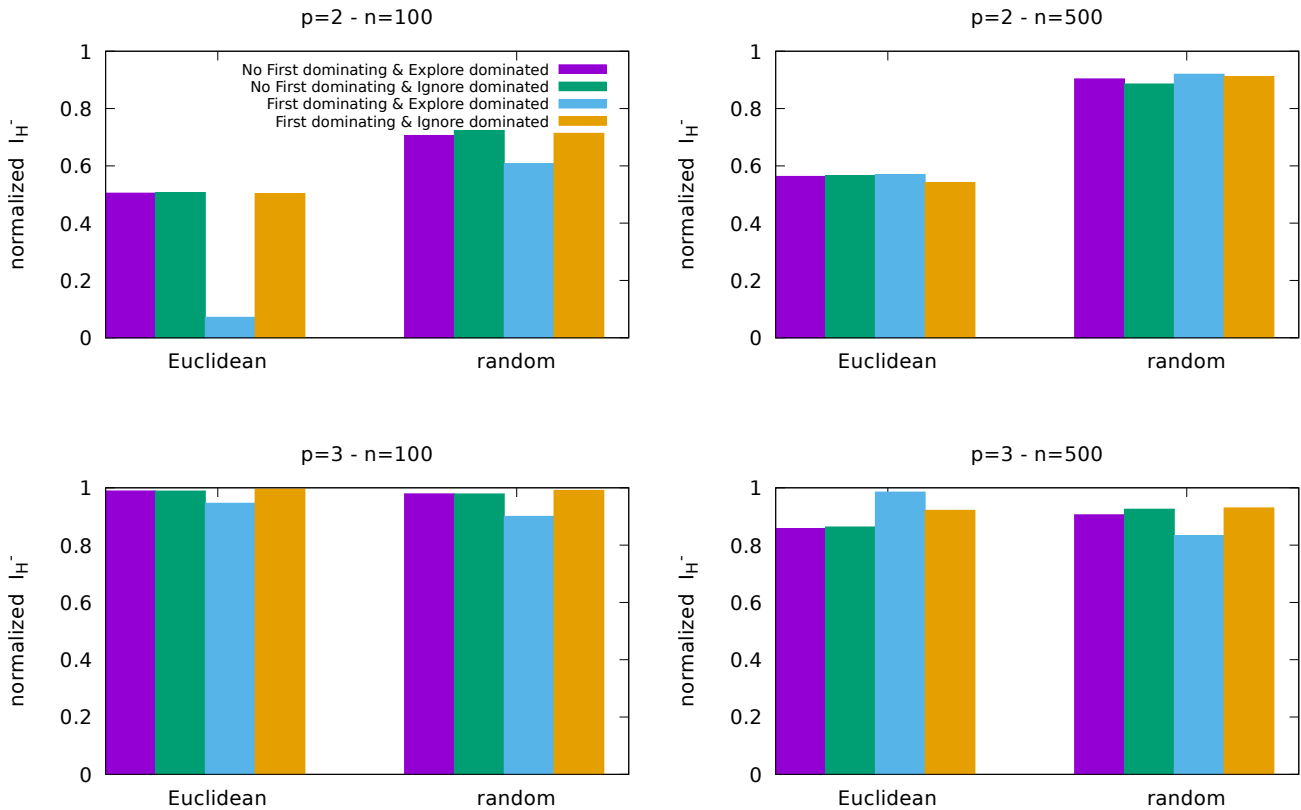 p=2 - n=100
normalized I_H^-
1
0.8
0.6
0.4
0.2
0
No First dominating & Explore dominated
No First dominating & Ignore dominated
First dominating & Explore dominated
First dominating & Ignore dominated
Euclidean
random
p=2 - n=500
normalized I_H^-
1
0.8
0.6
0.4
0.2
0
Euclidean
random
p=3 - n=100
normalized I_H^-
1
0.8
0.6
0.4
0.2
0
Euclidean
random
p=3 - n=500
normalized I_H^-
1
0.8
0.6
0.4
0.2
0
Euclidean
random